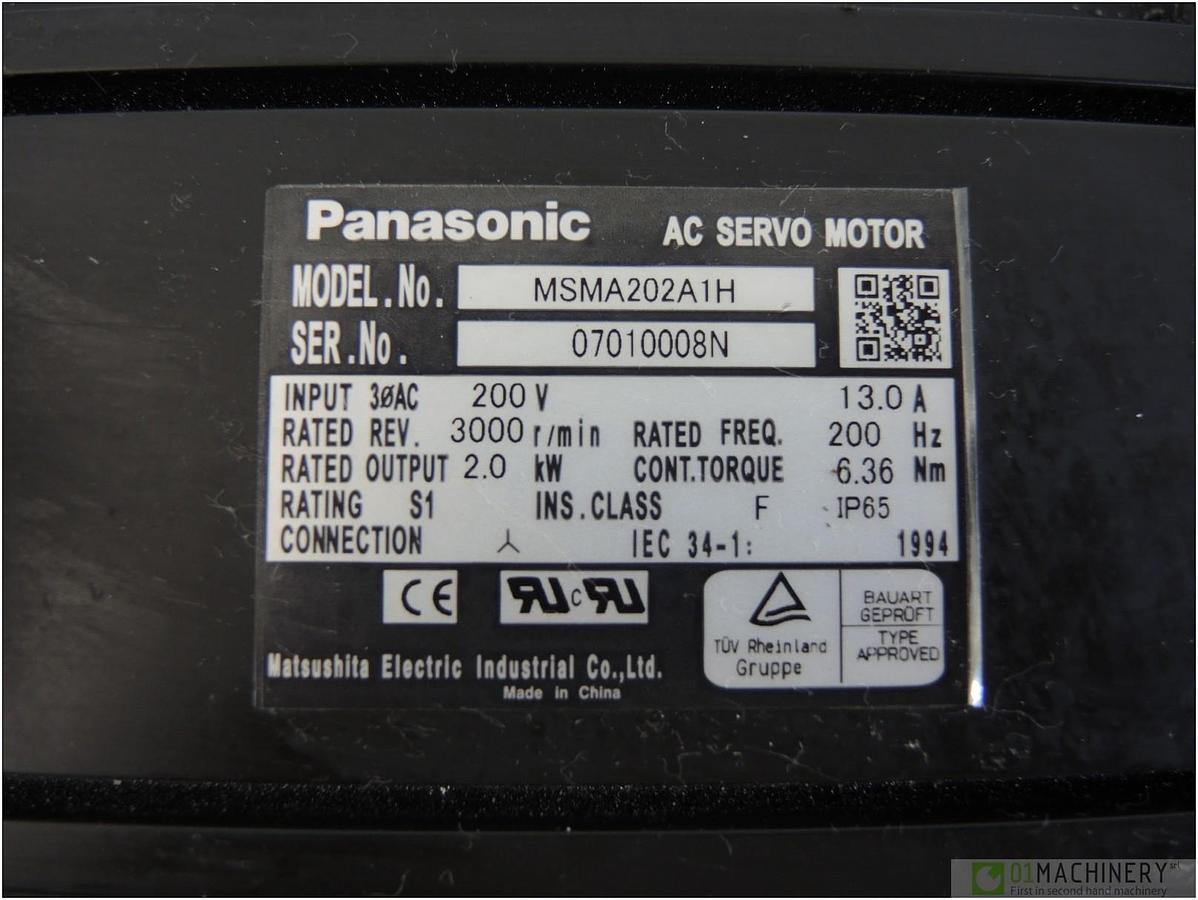 Panasonic AC SERVO MOTOR
MODEL.No. MSMA202A1H
SER.No. 07010008N
INPUT 3øAC 200 V 13.0 A
RATED REV. 3000 r/min RATED FREQ. 200 Hz
RATED OUTPUT 2.0 kW CONT.TORQUE 6.36 Nm
RATING S1 INS.CLASS F IP65
CONNECTION IEC 34-1: 1994
CE RU c RU
BAUART
GEPRÜFT
TYPE
APPROVED
TÜV Rheinland
Gruppe
Matsushita Electric Industrial Co.,Ltd.
Made in China
01MACHINERY srl
First in second hand machinery